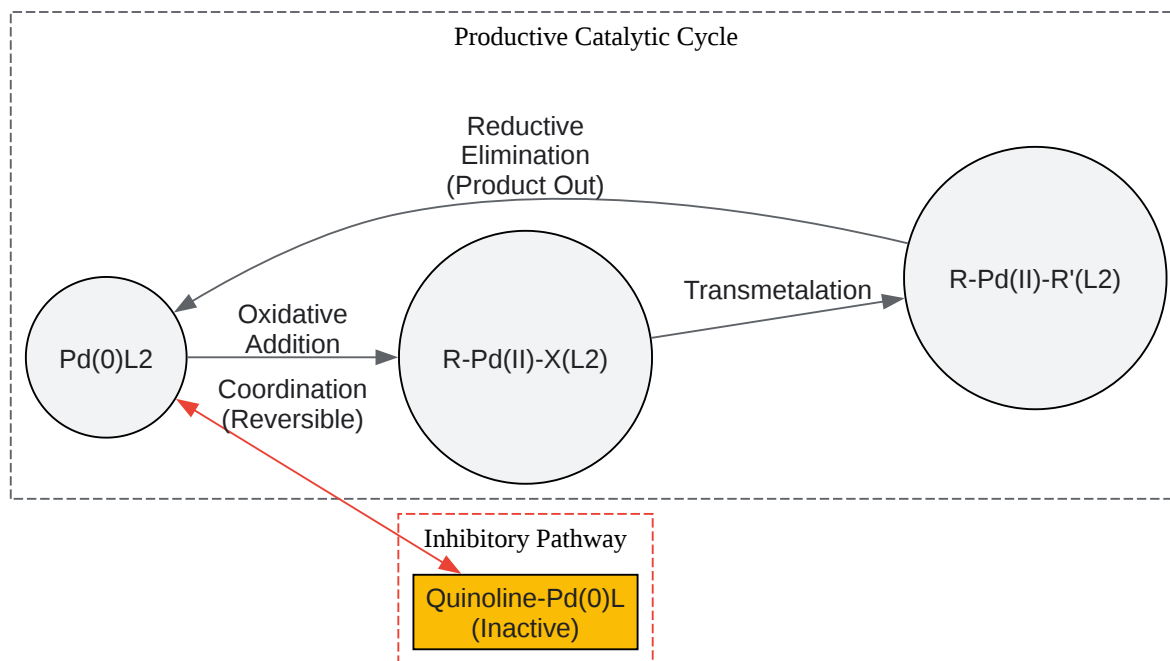 Productive Catalytic Cycle
Reductive
Elimination
(Product Out)
R-Pd(II)-R'(L2)
Transmetalation
Oxidative
Addition
Pd(0)L2
R-Pd(II)-X(L2)
Coordination
(Reversible)
Inhibitory Pathway
Quinoline-Pd(0)L
(Inactive)